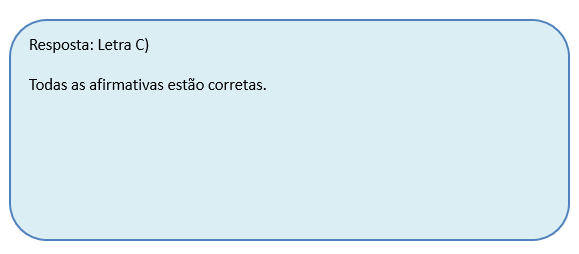 Resposta: Letra C)
Todas as afirmativas estão corretas.